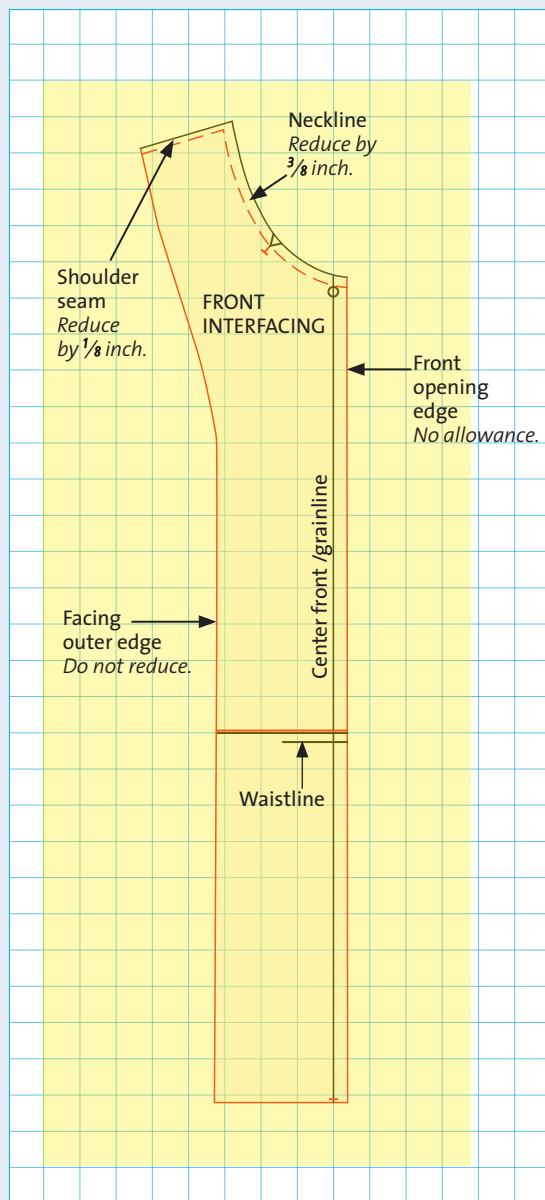 Neckline
Reduce by
3/8 inch.
Shoulder
seam
Reduce
by 1/8 inch.
FRONT
INTERFACING
Front
opening
edge
No allowance.
Center front /grainline
Facing
outer edge
Do not reduce.
Waistline